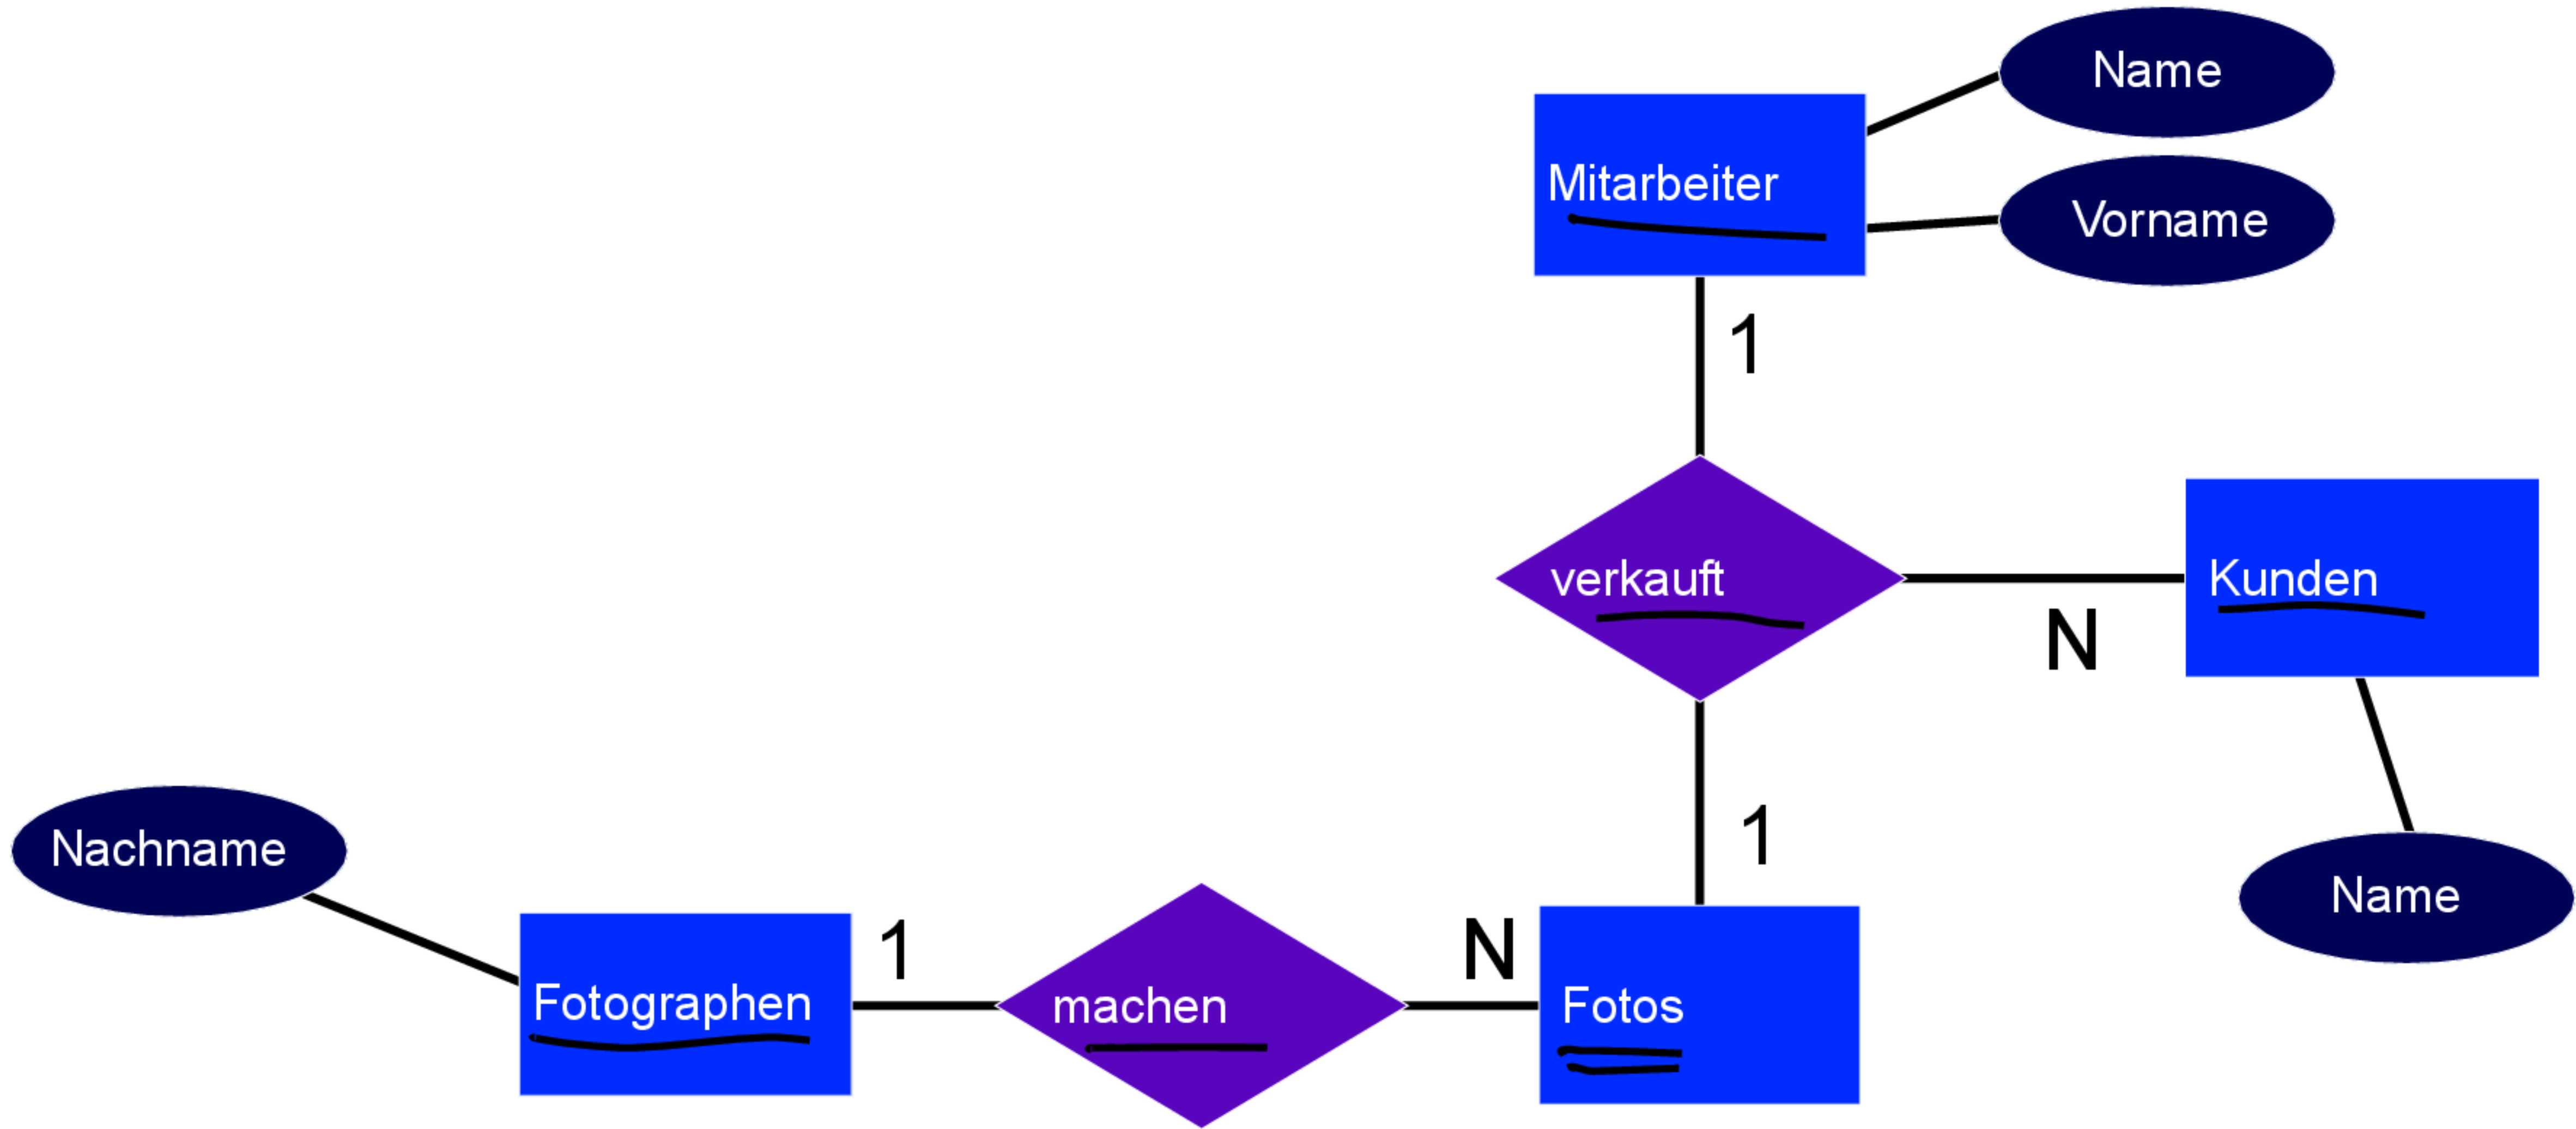 Name
Mitarbeiter
Vorname
1
verkauft
Kunden
N
1
Nachname
Name
Fotographen
1
machen
N
Fotos